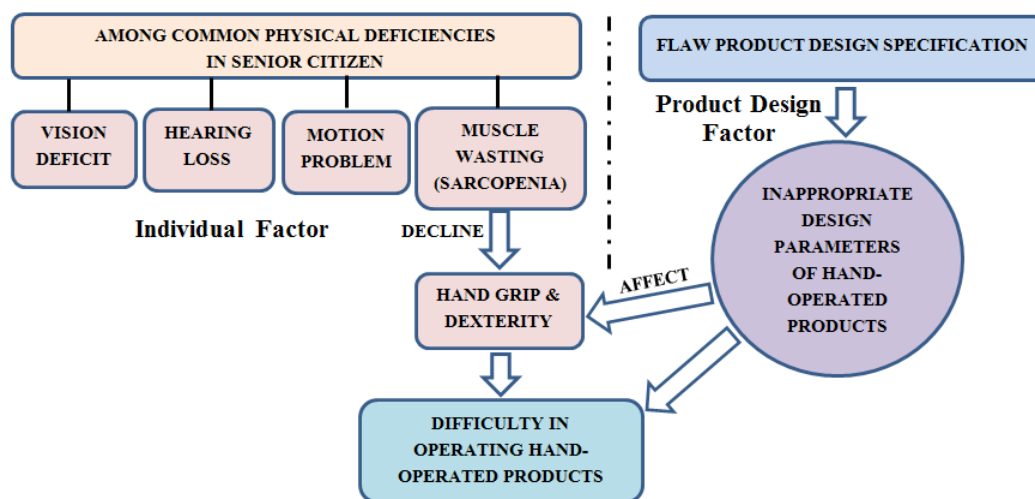 AMONG COMMON PHYSICAL DEFICIENCIES
IN SENIOR CITIZEN
FLAW PRODUCT DESIGN SPECIFICATION
VISION
DEFICIT
HEARING
LOSS
MOTION
PROBLEM
MUSCLE
WASTING
(SARCOPENIA)
Product Design
Factor
Individual Factor
DECLINE
INAPPROPRIATE
DESIGN
PARAMETERS
OF HAND-
OPERATED
PRODUCTS
AFFECT
HAND GRIP &
DEXTERITY
DIFFICULTY IN
OPERATING HAND-
OPERATED PRODUCTS